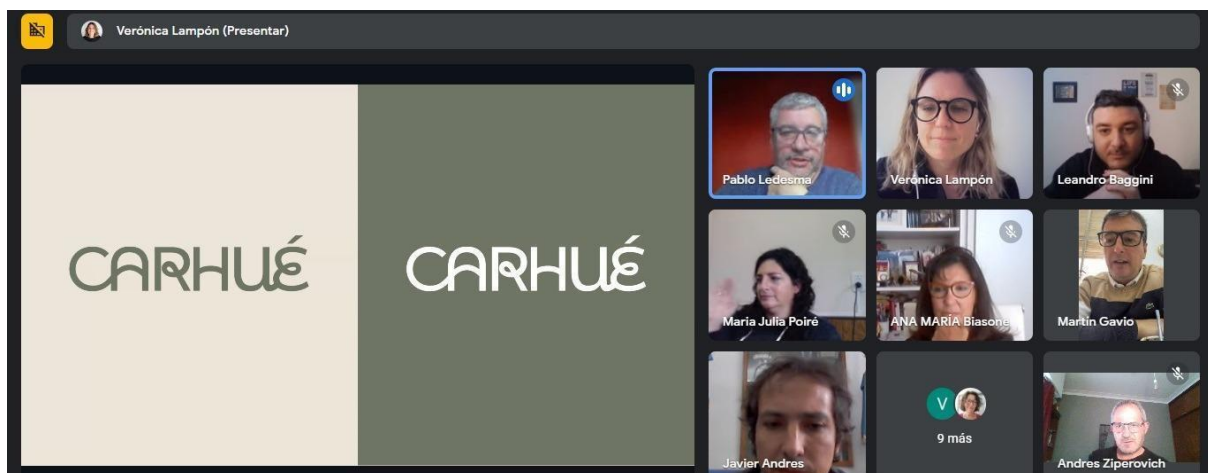 Verónica Lampón (Presentar)
CARHUÉ
CARHUÉ
Pablo Ledesma
Verónica Lampón
Leandro Baggini
Maria Julia Poiré
ANA MARÍA Biasone
Martín Gavio
Javier Andres
V
9 más
Andres Ziperovich